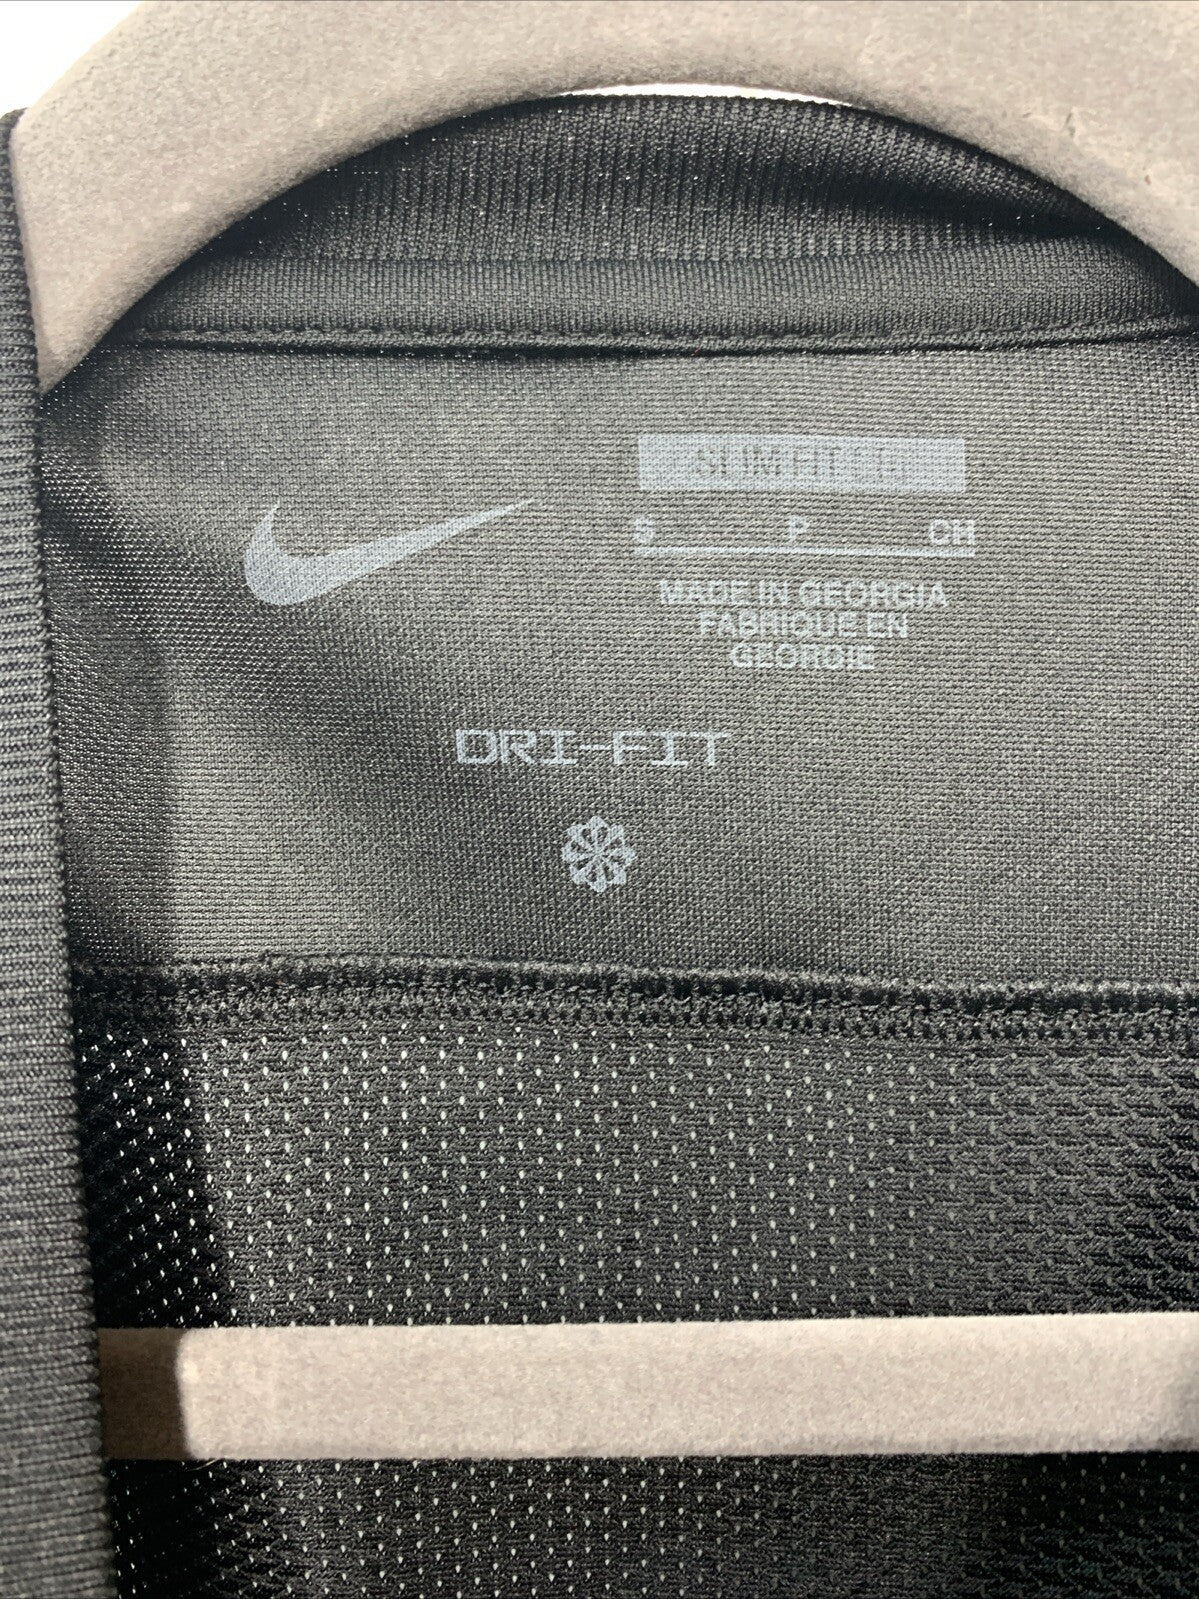 SLIM FIT
S P CH
MADE IN GEORGIA
FABRIQUE EN
GEORGIE
DRI-FIT